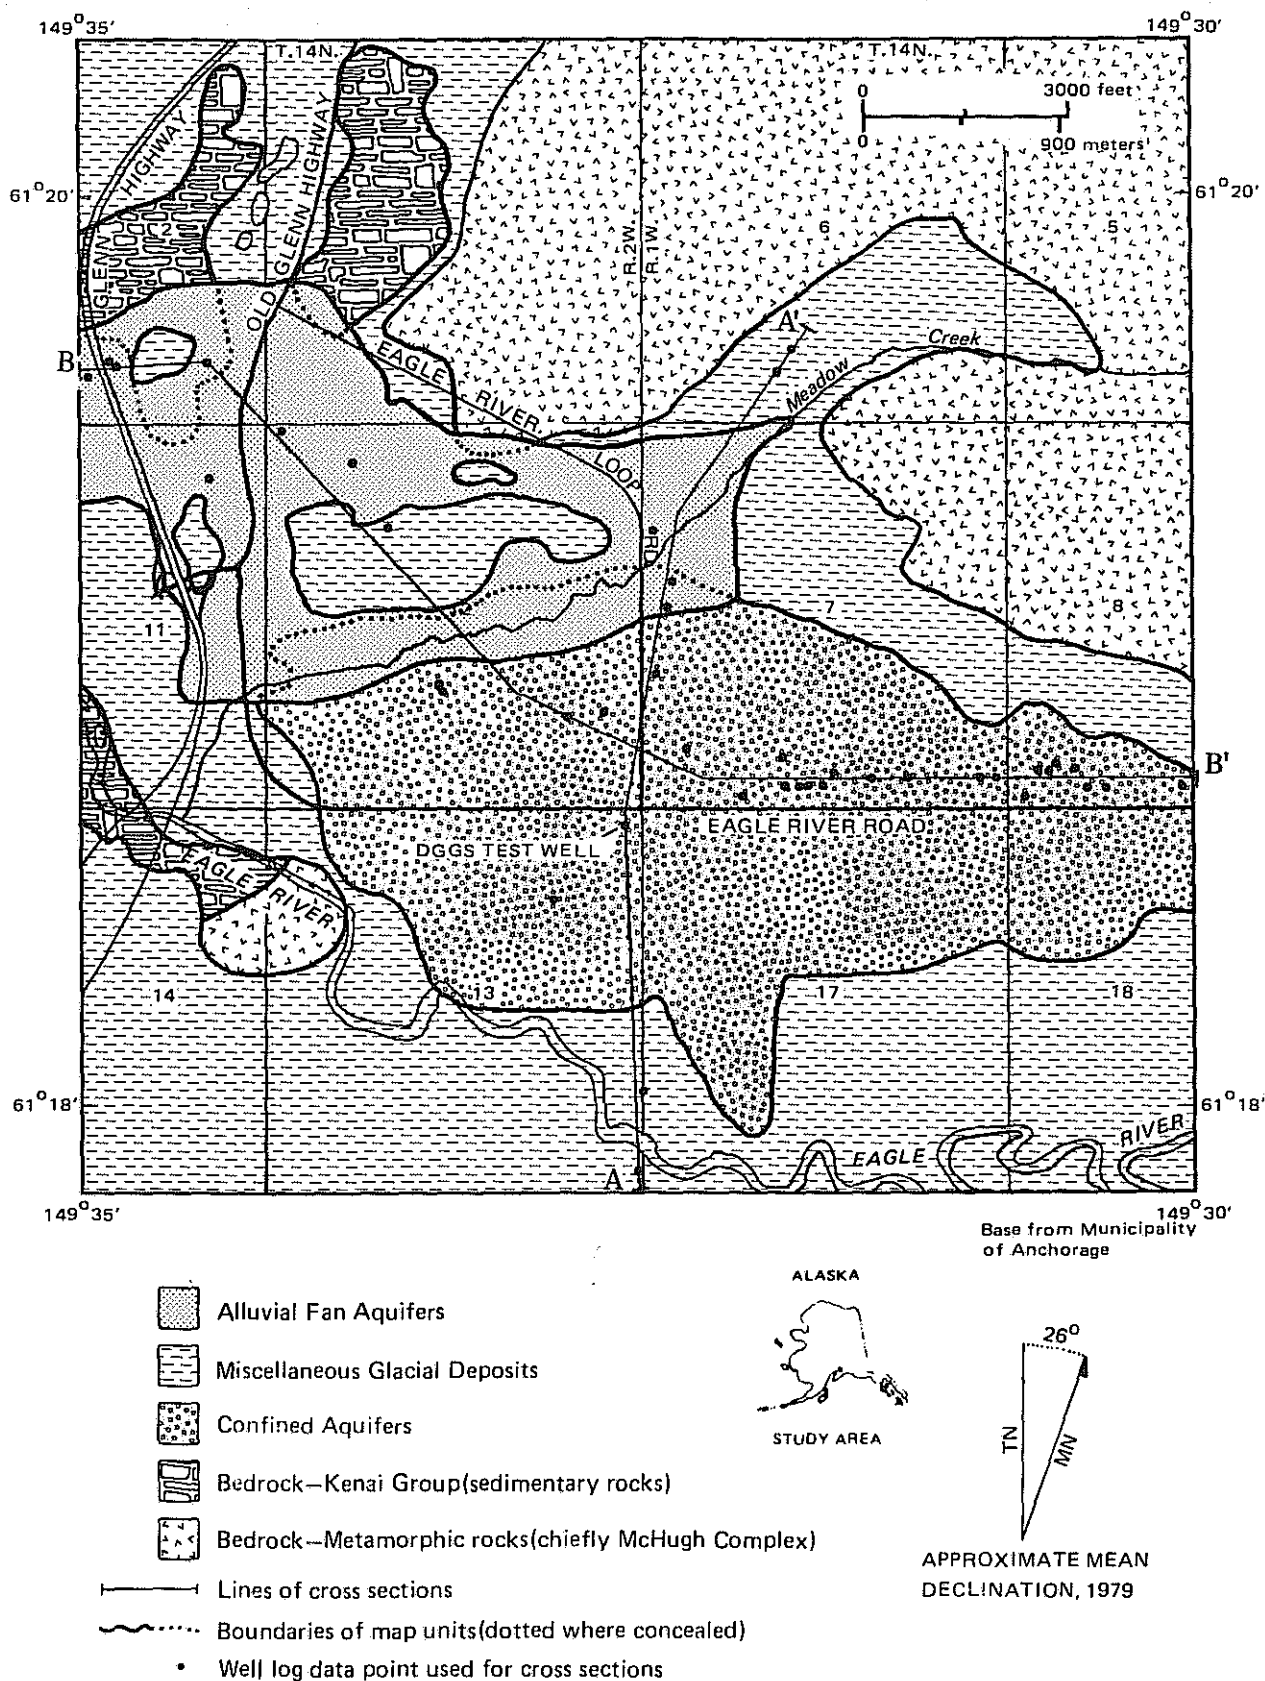 149°35'
149°30'
T.14N.
T.14N.
0
3000 feet
0
900 meters
GLENN HIGHWAY
OLD GLENN HIGHWAY
61°20'
61°20'
2
6
5
R.2W.
R.1W.
A'
Creek
Meadow
B
EAGLE RIVER LOOP RD.
11
7
8
B'
EAGLE RIVER ROAD
DGGS TEST WELL
EAGLE RIVER
14
13
17
18
61°18'
61°18'
A
EAGLE RIVER
149°35'
149°30'
Base from Municipality
of Anchorage
Alluvial Fan Aquifers
Miscellaneous Glacial Deposits
Confined Aquifers
Bedrock—Kenai Group(sedimentary rocks)
Bedrock—Metamorphic rocks(chiefly McHugh Complex)
Lines of cross sections
Boundaries of map units(dotted where concealed)
Well log data point used for cross sections
ALASKA
STUDY AREA
26°
TN
MN
APPROXIMATE MEAN
DECLINATION, 1979